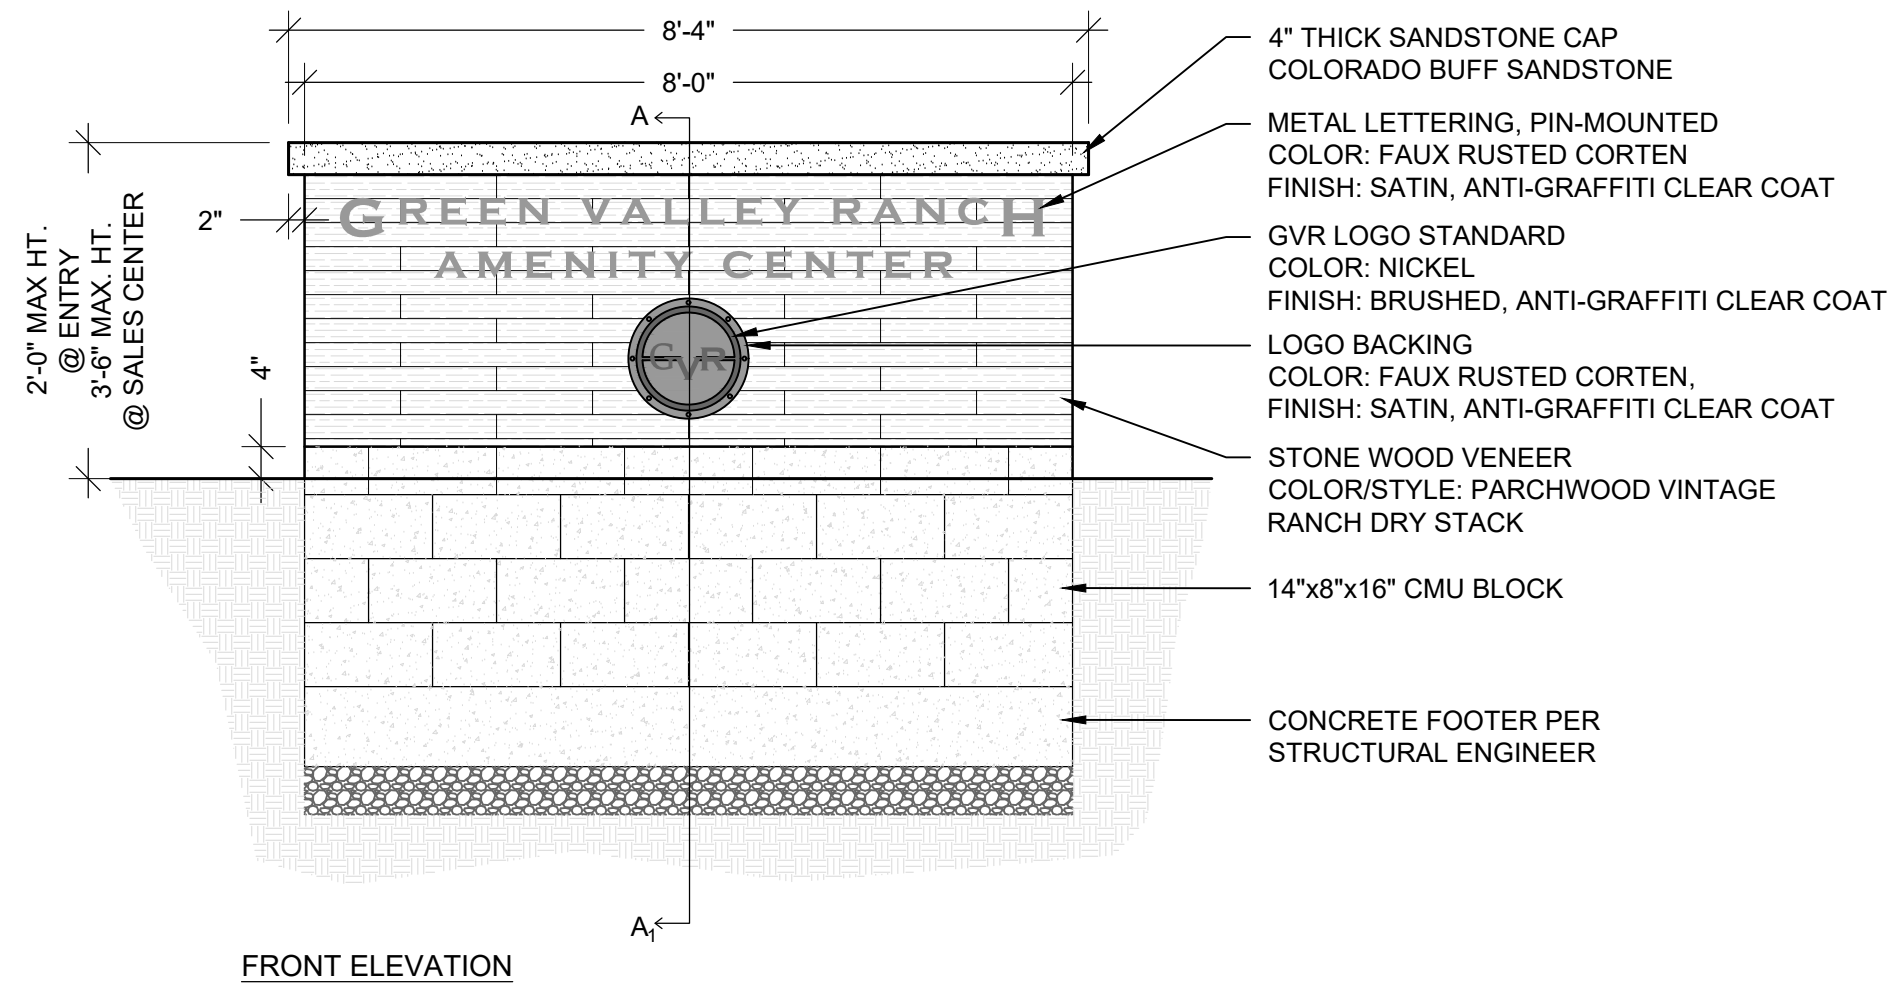 8'-4"
8'-0"
A
2'-0" MAX HT.
@ ENTRY
3'-6" MAX. HT.
@ SALES CENTER
2"
4"
GREEN VALLEY RANCH
AMENITY CENTER
GVR
4" THICK SANDSTONE CAP
COLORADO BUFF SANDSTONE
METAL LETTERING, PIN-MOUNTED
COLOR: FAUX RUSTED CORTEN
FINISH: SATIN, ANTI-GRAFFITI CLEAR COAT
GVR LOGO STANDARD
COLOR: NICKEL
FINISH: BRUSHED, ANTI-GRAFFITI CLEAR COAT
LOGO BACKING
COLOR: FAUX RUSTED CORTEN,
FINISH: SATIN, ANTI-GRAFFITI CLEAR COAT
STONE WOOD VENEER
COLOR/STYLE: PARCHWOOD VINTAGE
RANCH DRY STACK
14"x8"x16" CMU BLOCK
CONCRETE FOOTER PER
STRUCTURAL ENGINEER
A1
FRONT ELEVATION